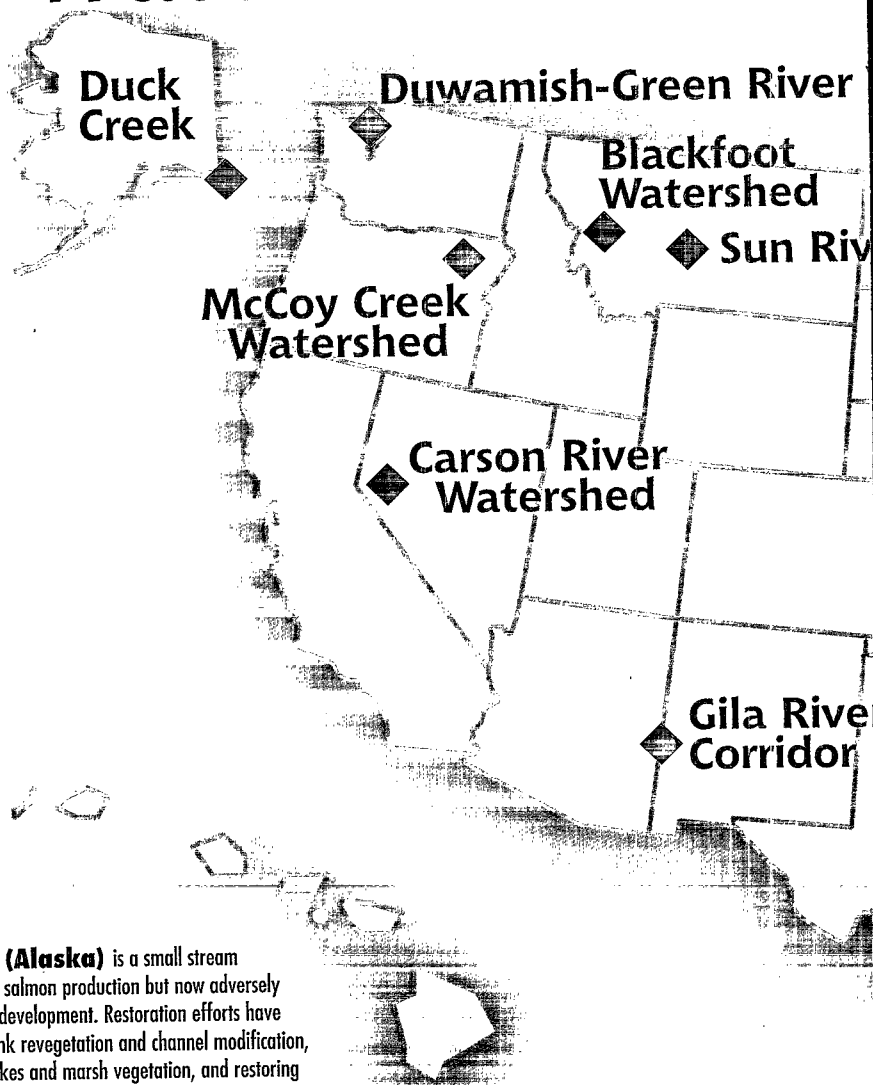 Duck
Creek
Duwamish-Green River
Blackfoot
Watershed
Sun Riv
McCoy Creek
Watershed
Carson River
Watershed
Gila Rive
Corridor
(Alaska) is a small stream
salmon production but now adversely
development. Restoration efforts have
nk revegetation and channel modification,
kes and marsh vegetation, and restoring